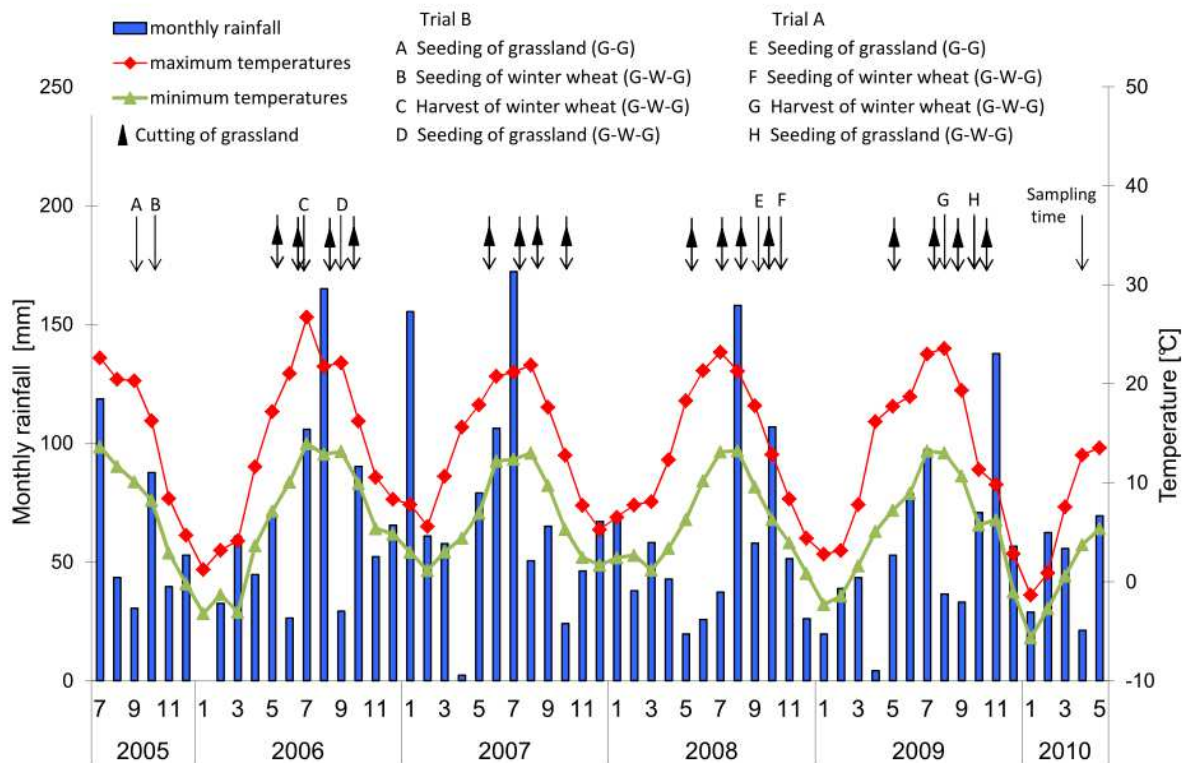 monthly rainfall
maximum temperatures
minimum temperatures
Cutting of grassland
Trial B
A Seeding of grassland (G-G)
B Seeding of winter wheat (G-W-G)
C Harvest of winter wheat (G-W-G)
D Seeding of grassland (G-W-G)
Trial A
E Seeding of grassland (G-G)
F Seeding of winter wheat (G-W-G)
G Harvest of winter wheat (G-W-G)
H Seeding of grassland (G-W-G)
250
200
150
100
50
0
Monthly rainfall [mm]
50
40
30
20
10
0
-10
Temperature [°C]
A B C D E F G H
Sampling
time
7 9 11 1 3 5 7 9 11 1 3 5 7 9 11 1 3 5 7 9 11 1 3 5 7 9 11 1 3 5
2005 2006 2007 2008 2009 2010